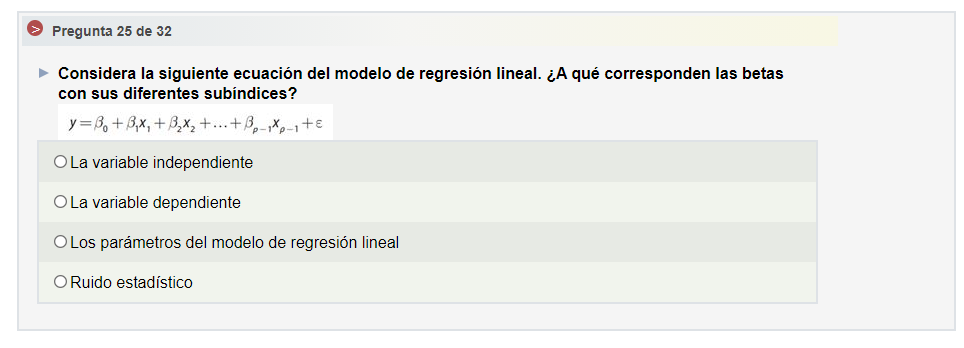 Pregunta 25 de 32
Considera la siguiente ecuación del modelo de regresión lineal. ¿A qué corresponden las betas
con sus diferentes subíndices?
y=β₀+β₁x₁+β₂x₂+...+βₚ₋₁xₚ₋₁+ε
La variable independiente
La variable dependiente
Los parámetros del modelo de regresión lineal
Ruido estadístico